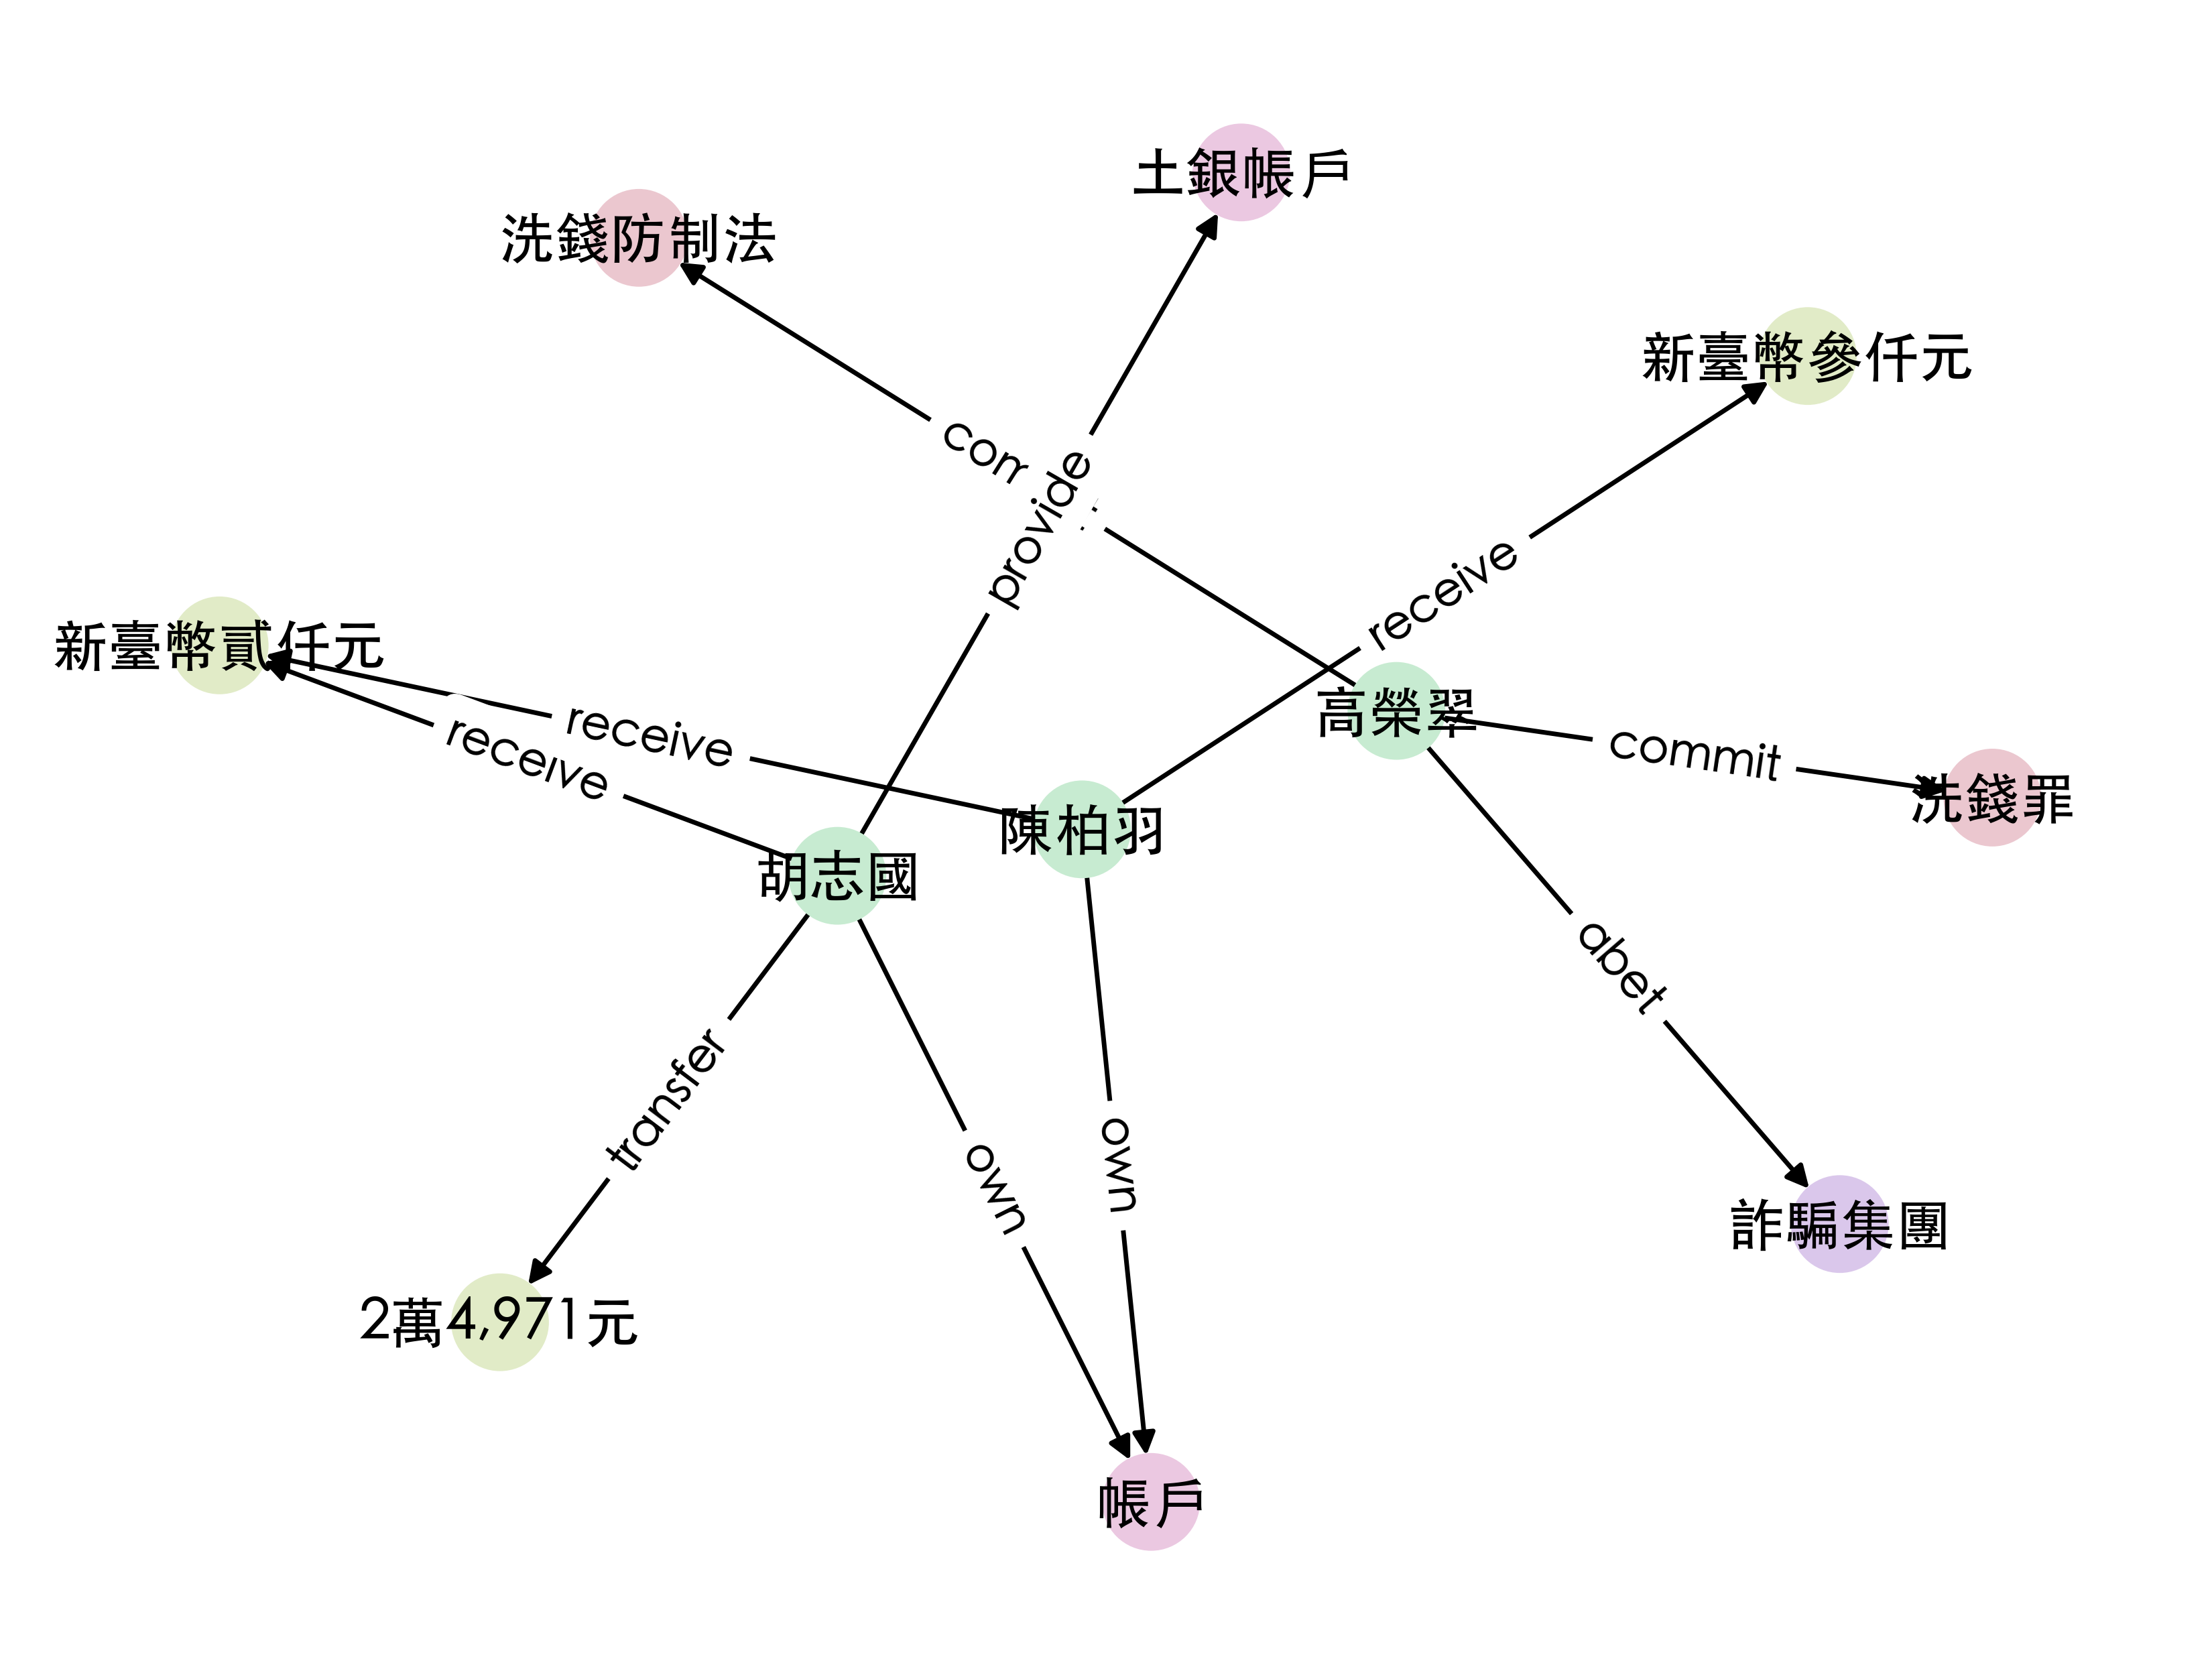 土銀帳戶
洗錢防制法
新臺幣參仟元
provide
receive
新臺幣貳仟元
receive
高榮翠
receive
commit
洗錢罪
陳柏羽
胡志國
abet
transfer
own
own
詐騙集團
2萬4,971元
帳戶